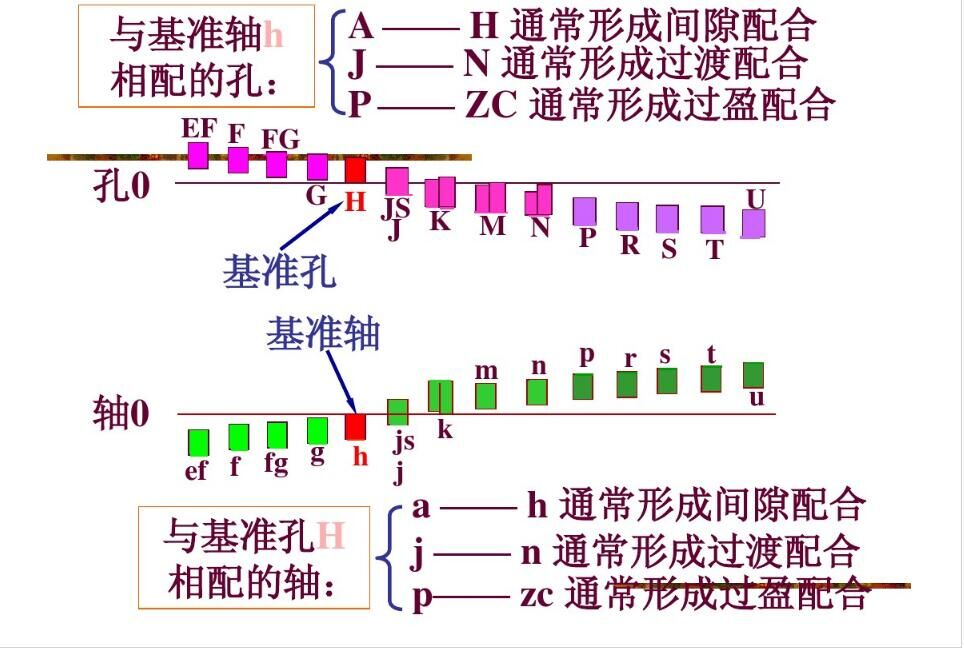 与基准轴h
相配的孔:
A —— H 通常形成间隙配合
J —— N 通常形成过渡配合
P —— ZC 通常形成过盈配合
EF F FG
孔0
G H JS K M N P R S T U
J
基准孔
基准轴
m n p r s t
轴0
u
ef f fg g h js k
j
与基准孔H
相配的轴:
a —— h 通常形成间隙配合
j —— n 通常形成过渡配合
p—— zc 通常形成过盈配合